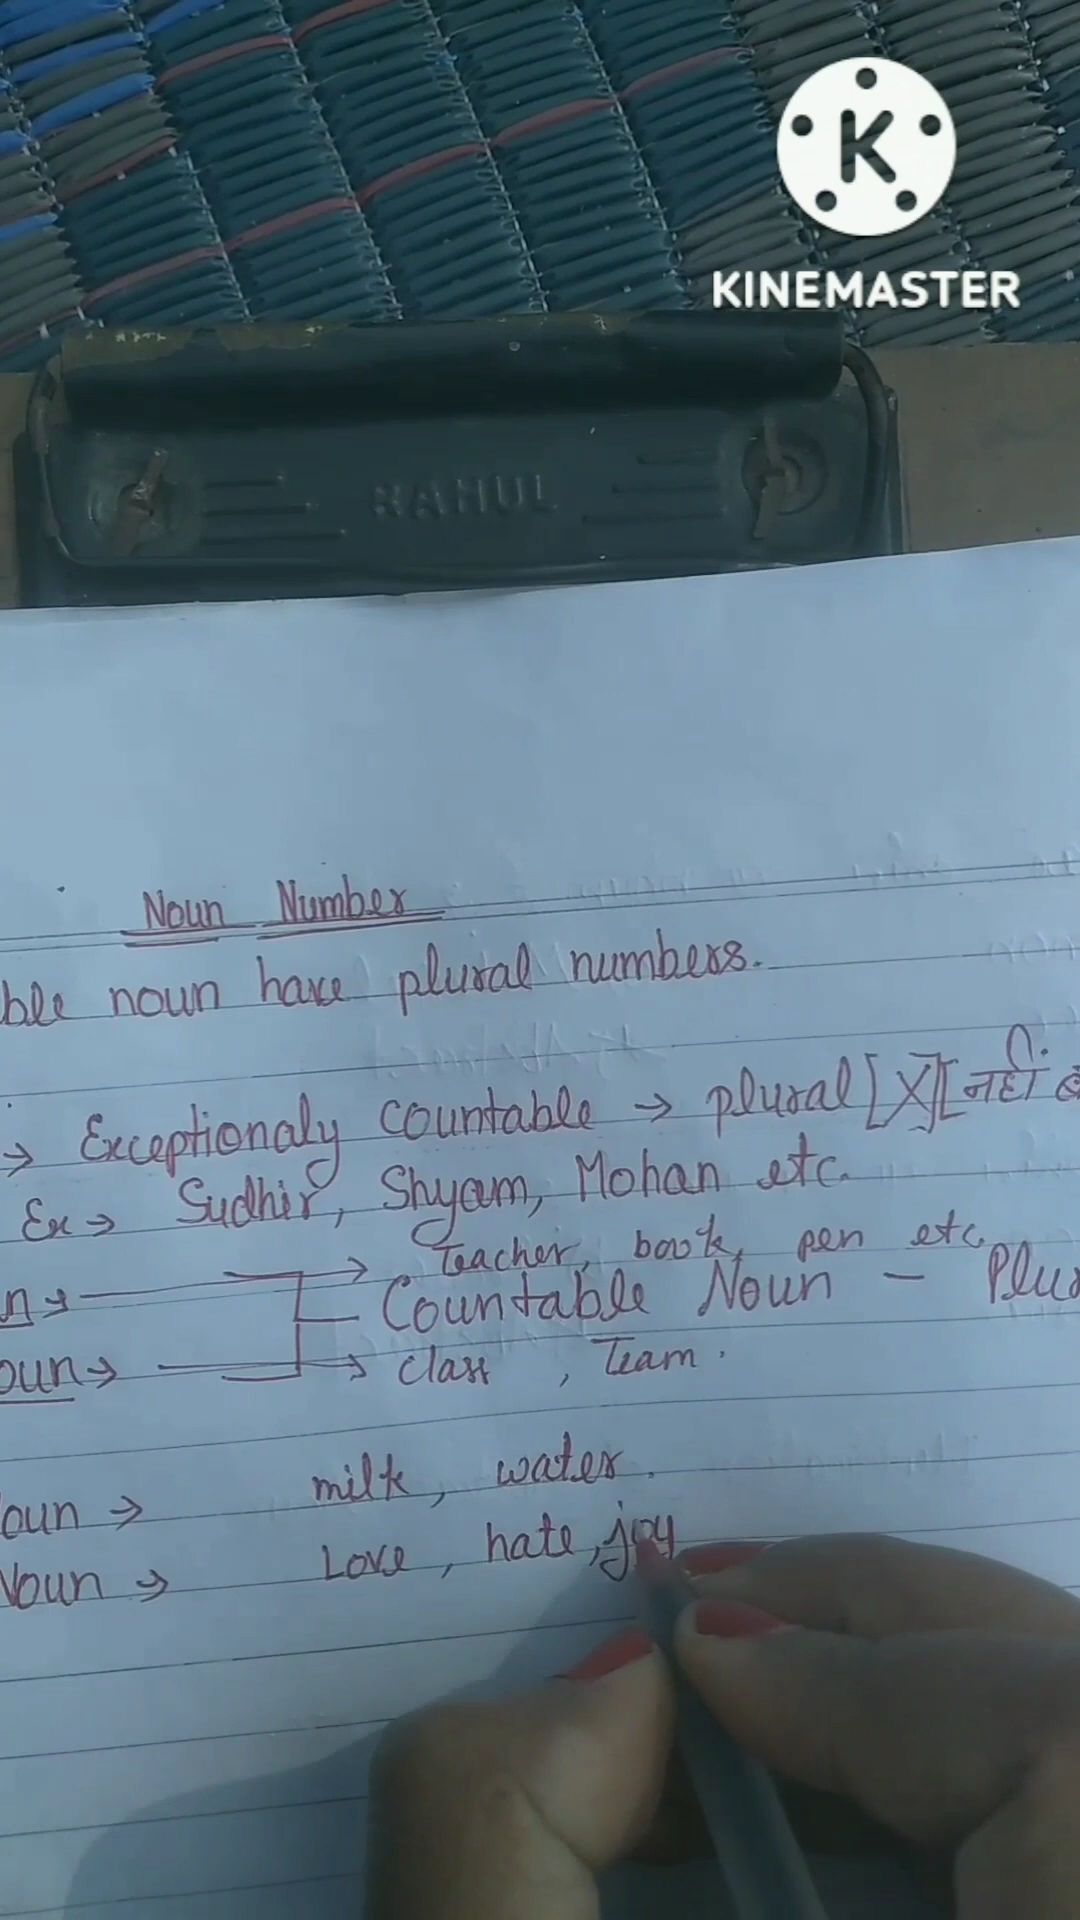 K
KINEMASTER
RAHUL
Noun Number
ble noun have plural numbers.
→ Exceptionaly countable → plural [X] [नहीं
Ex → Sudhir, Shyam, Mohan etc.
Teacher, book, pen etc.
n → Countable Noun - Plu
oun → class , Team.
oun → milk, water.
Noun → Love, hate, joy